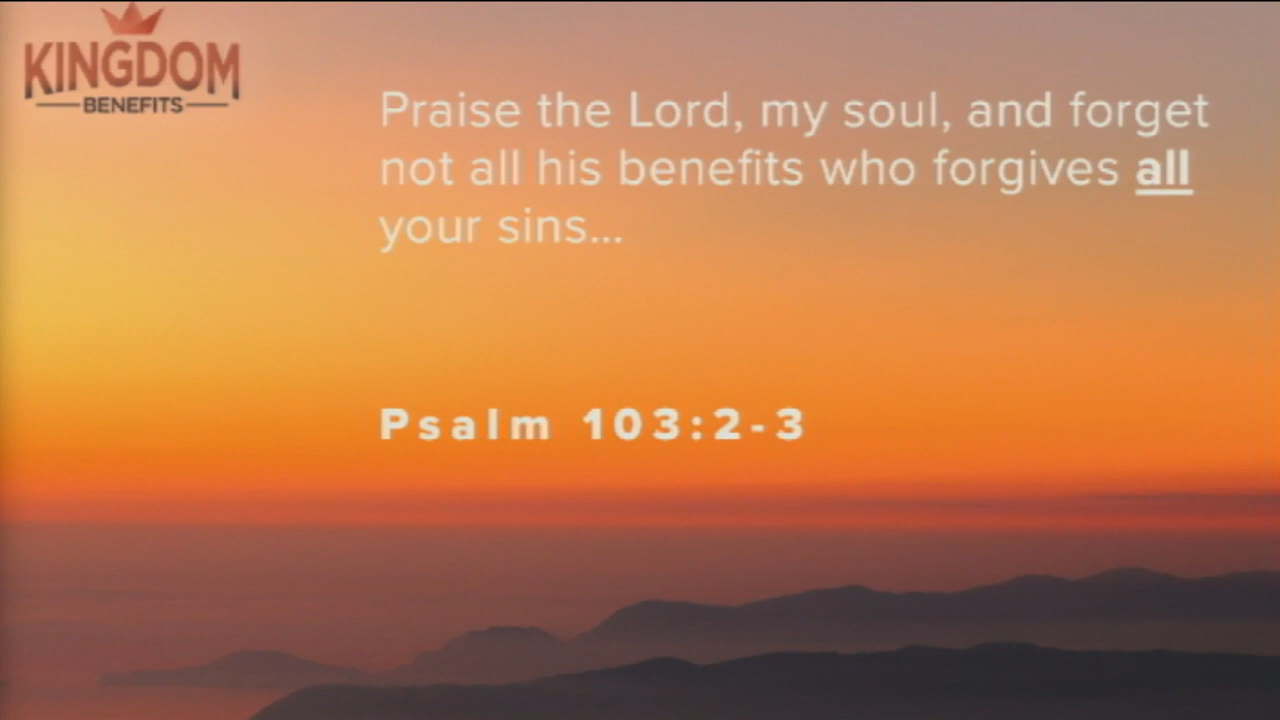 KINGDOM
BENEFITS
Praise the Lord, my soul, and forget
not all his benefits who forgives all
your sins...
Psalm 103:2-3